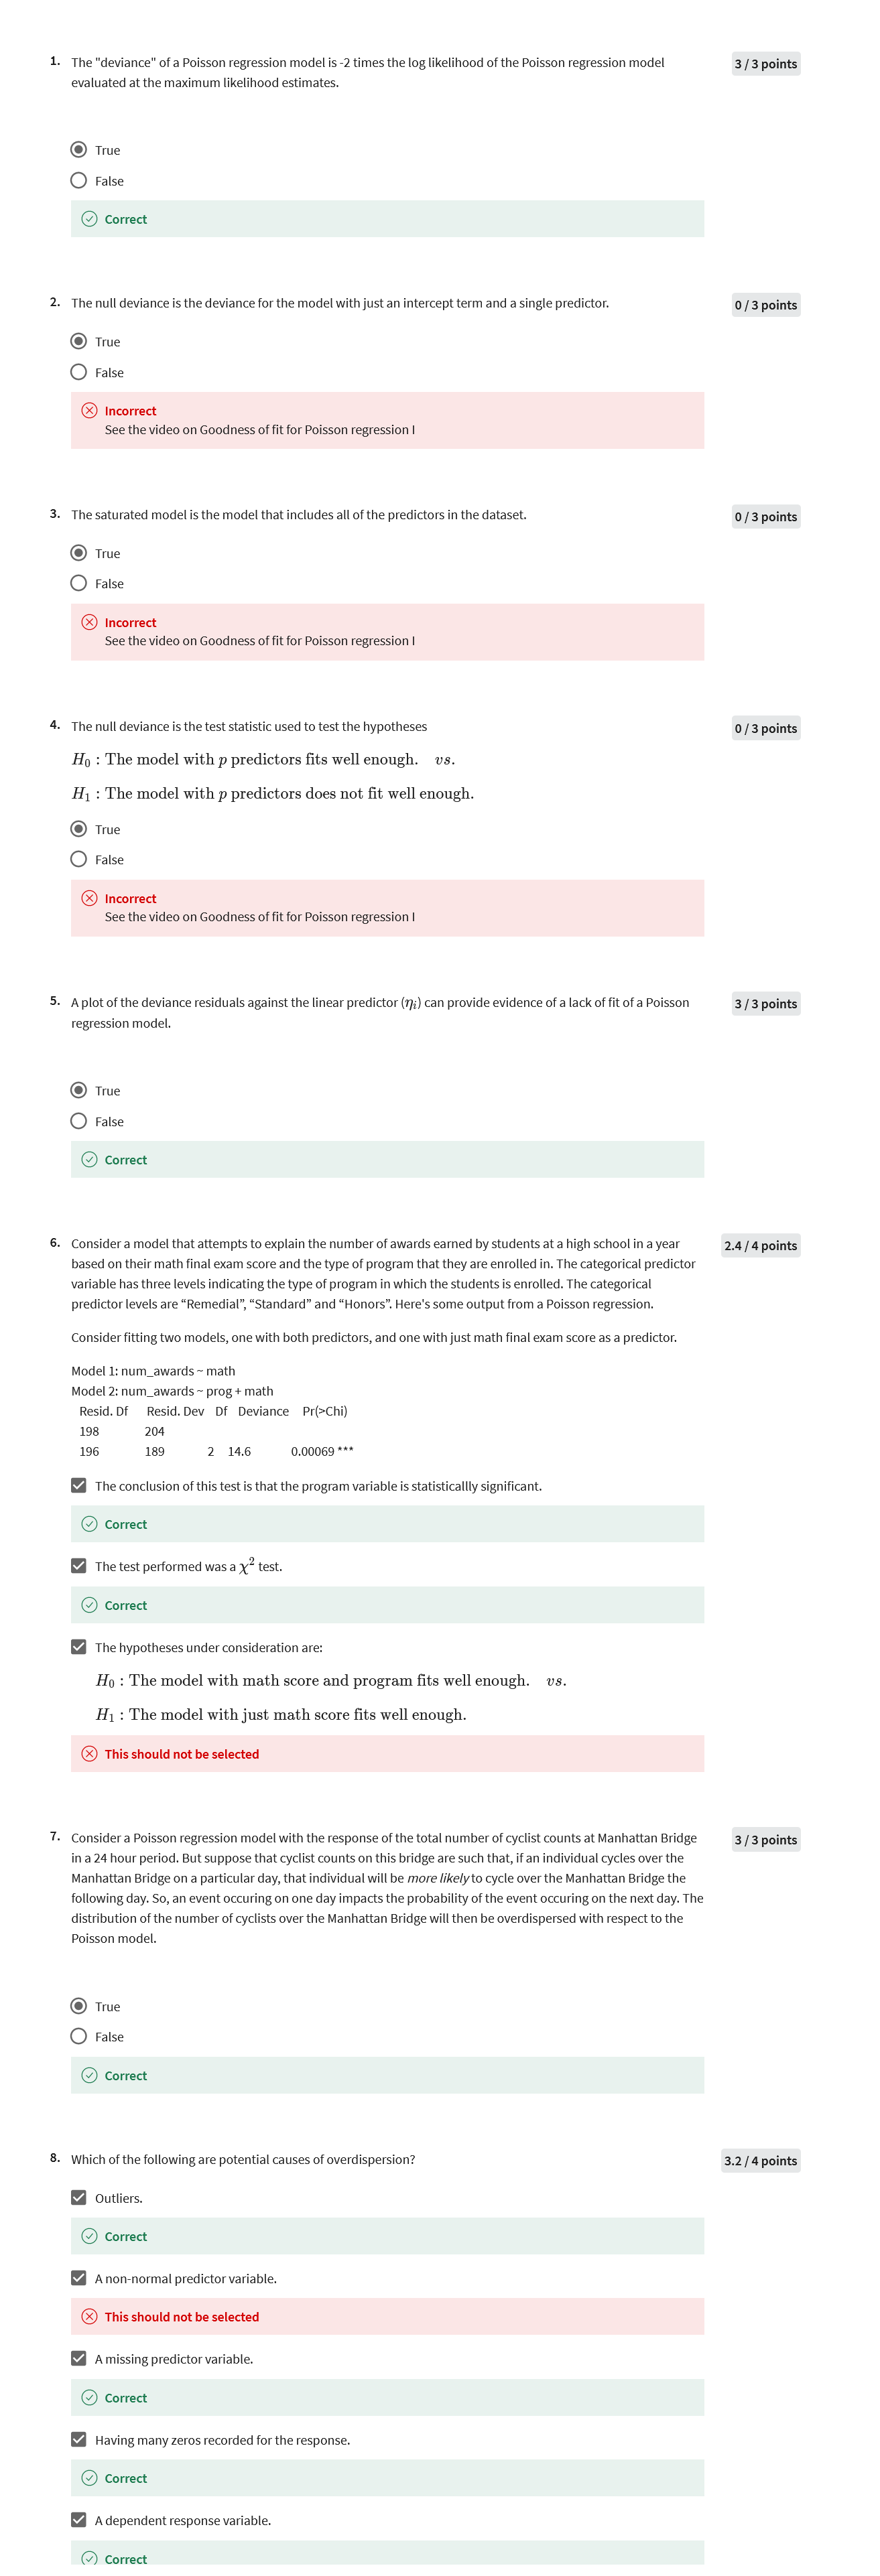 1. The "deviance" of a Poisson regression model is -2 times the log likelihood of the Poisson regression model
evaluated at the maximum likelihood estimates.
3 / 3 points
True
False
Correct
2. The null deviance is the deviance for the model with just an intercept term and a single predictor.
0 / 3 points
True
False
Incorrect
See the video on Goodness of fit for Poisson regression I
3. The saturated model is the model that includes all of the predictors in the dataset.
0 / 3 points
True
False
Incorrect
See the video on Goodness of fit for Poisson regression I
4. The null deviance is the test statistic used to test the hypotheses
0 / 3 points
H₀ : The model with p predictors fits well enough. vs.
H₁ : The model with p predictors does not fit well enough.
True
False
Incorrect
See the video on Goodness of fit for Poisson regression I
5. A plot of the deviance residuals against the linear predictor (ηᵢ) can provide evidence of a lack of fit of a Poisson
regression model.
3 / 3 points
True
False
Correct
6. Consider a model that attempts to explain the number of awards earned by students at a high school in a year
based on their math final exam score and the type of program that they are enrolled in. The categorical predictor
variable has three levels indicating the type of program in which the students is enrolled. The categorical
predictor levels are “Remedial”, “Standard” and “Honors”. Here's some output from a Poisson regression.
2.4 / 4 points
Consider fitting two models, one with both predictors, and one with just math final exam score as a predictor.
Model 1: num_awards ~ math
Model 2: num_awards ~ prog + math
Resid. Df Resid. Dev Df Deviance Pr(>Chi)
198 204
196 189 2 14.6 0.00069 ***
The conclusion of this test is that the program variable is statisticallly significant.
Correct
The test performed was a χ² test.
Correct
The hypotheses under consideration are:
H₀ : The model with math score and program fits well enough. vs.
H₁ : The model with just math score fits well enough.
This should not be selected
7. Consider a Poisson regression model with the response of the total number of cyclist counts at Manhattan Bridge
in a 24 hour period. But suppose that cyclist counts on this bridge are such that, if an individual cycles over the
Manhattan Bridge on a particular day, that individual will be more likely to cycle over the Manhattan Bridge the
following day. So, an event occuring on one day impacts the probability of the event occuring on the next day. The
distribution of the number of cyclists over the Manhattan Bridge will then be overdispersed with respect to the
Poisson model.
3 / 3 points
True
False
Correct
8. Which of the following are potential causes of overdispersion?
3.2 / 4 points
Outliers.
Correct
A non-normal predictor variable.
This should not be selected
A missing predictor variable.
Correct
Having many zeros recorded for the response.
Correct
A dependent response variable.
Correct